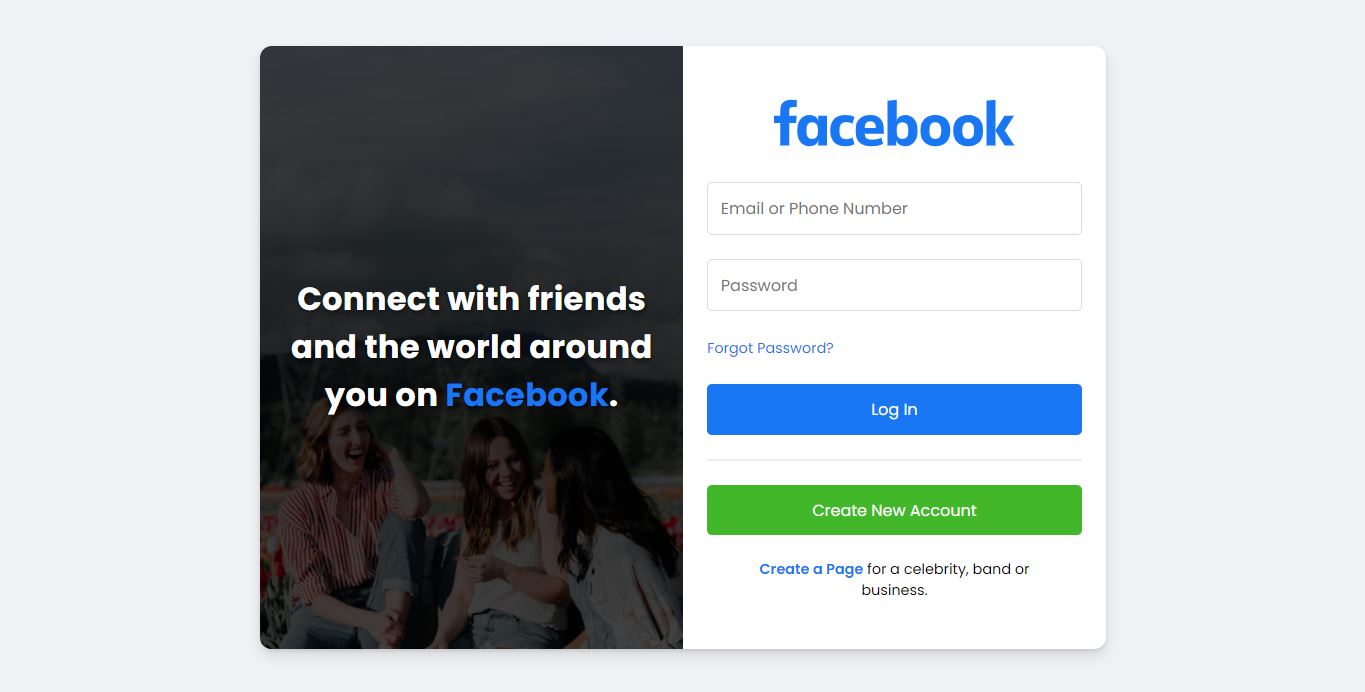 Connect with friends
and the world around
you on Facebook.
facebook
Email or Phone Number
Password
Forgot Password?
Log In
Create New Account
Create a Page for a celebrity, band or
business.